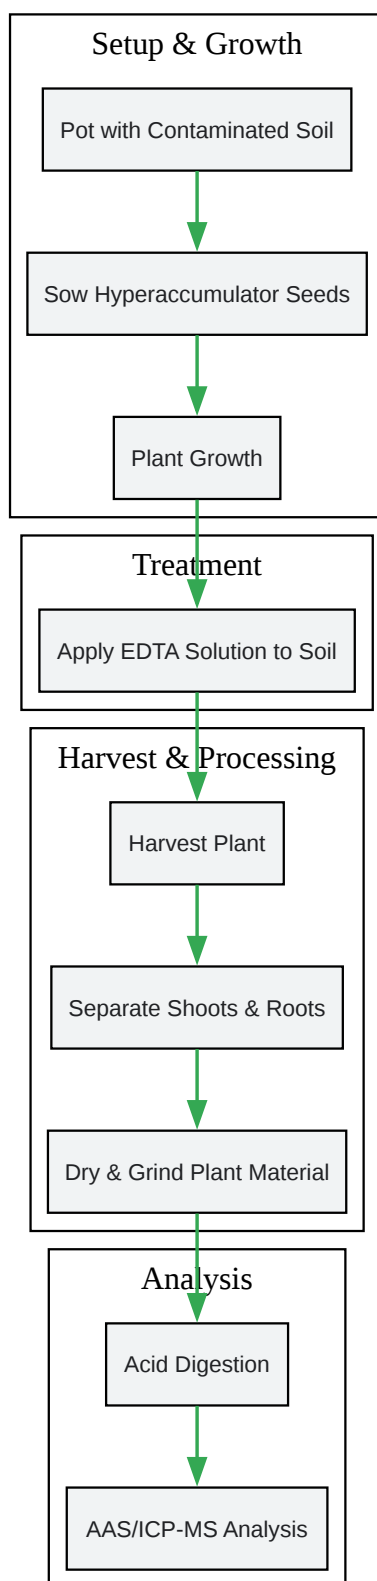 Setup & Growth
Pot with Contaminated Soil
Sow Hyperaccumulator Seeds
Plant Growth
Treatment
Apply EDTA Solution to Soil
Harvest & Processing
Harvest Plant
Separate Shoots & Roots
Dry & Grind Plant Material
Analysis
Acid Digestion
AAS/ICP-MS Analysis